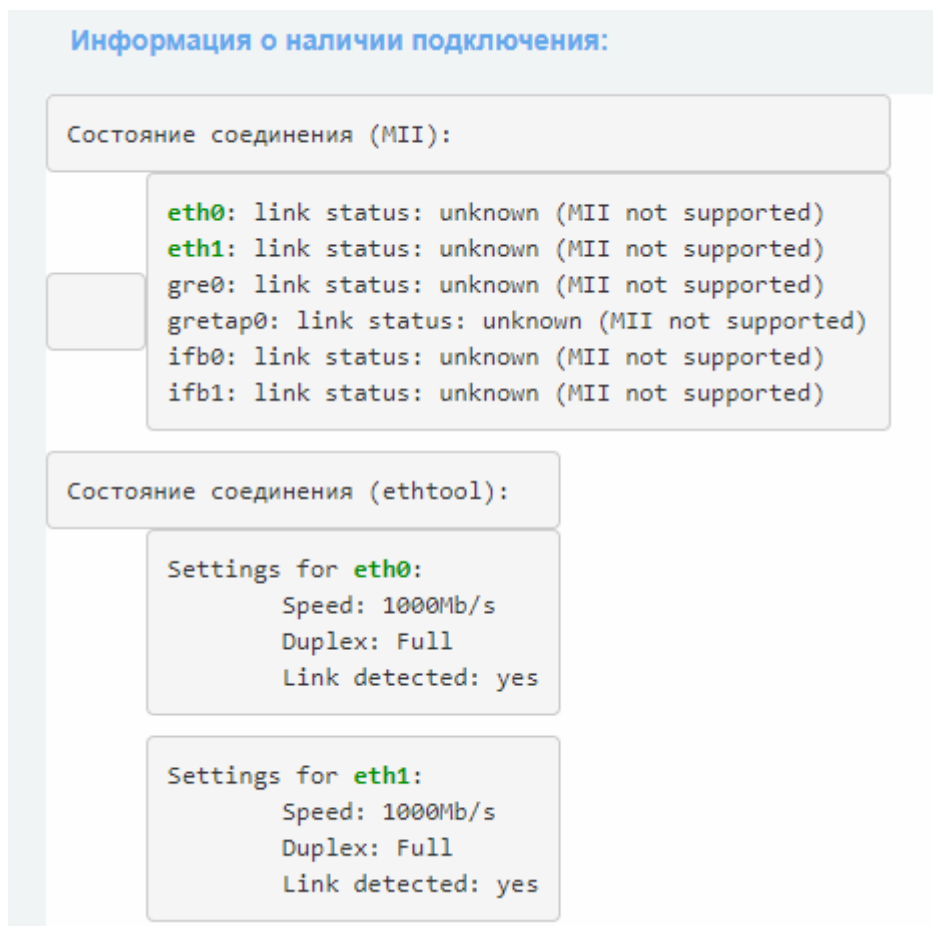 Информация о наличии подключения:
Состояние соединения (MII):
eth0: link status: unknown (MII not supported)
eth1: link status: unknown (MII not supported)
gre0: link status: unknown (MII not supported)
gretap0: link status: unknown (MII not supported)
ifb0: link status: unknown (MII not supported)
ifb1: link status: unknown (MII not supported)
Состояние соединения (ethtool):
Settings for eth0:
Speed: 1000Mb/s
Duplex: Full
Link detected: yes
Settings for eth1:
Speed: 1000Mb/s
Duplex: Full
Link detected: yes